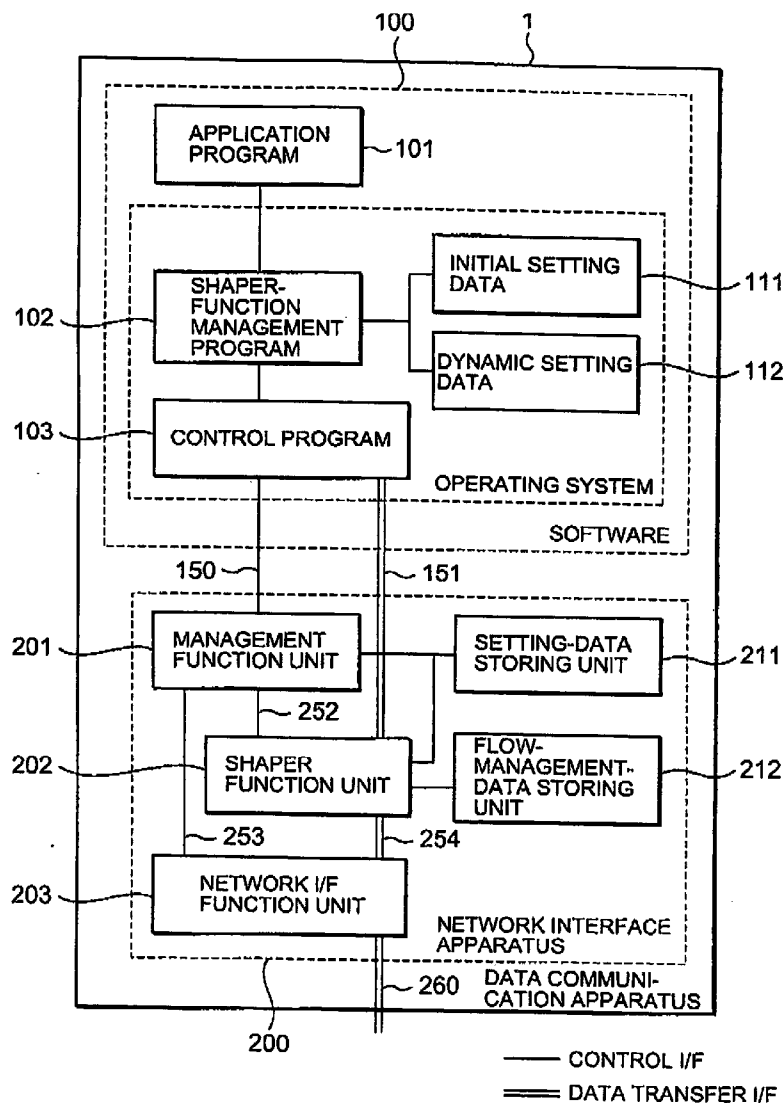 100
1
APPLICATION
PROGRAM
101
SHAPER-
FUNCTION
MANAGEMENT
PROGRAM
102
INITIAL SETTING
DATA
111
DYNAMIC SETTING
DATA
112
103
CONTROL PROGRAM
OPERATING SYSTEM
SOFTWARE
150
151
201
MANAGEMENT
FUNCTION UNIT
SETTING-DATA
STORING UNIT
211
252
202
SHAPER
FUNCTION UNIT
FLOW-
MANAGEMENT-
DATA STORING
UNIT
212
253
254
203
NETWORK I/F
FUNCTION UNIT
NETWORK INTERFACE
APPARATUS
260
DATA COMMUNI-
CATION APPARATUS
200
CONTROL I/F
DATA TRANSFER I/F